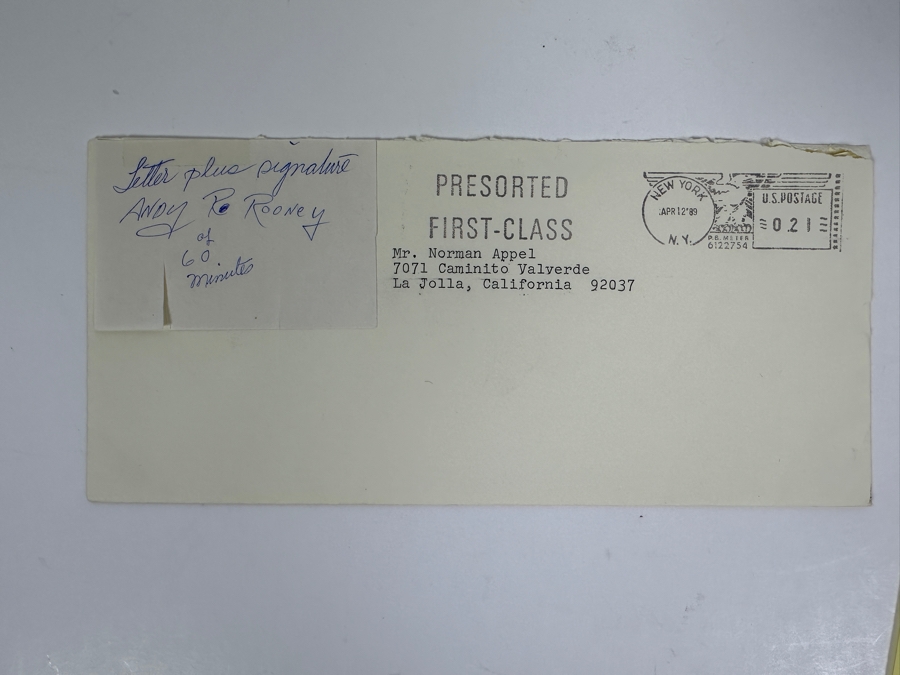 Letter plus signature
ANDY R Rooney
of
60
minutes
PRESORTED
FIRST-CLASS
Mr. Norman Appel
7071 Caminito Valverde
La Jolla, California 92037
NEW YORK
APR 12 '89
N.Y.
P.B. METER
6122754
U.S. POSTAGE
0.21